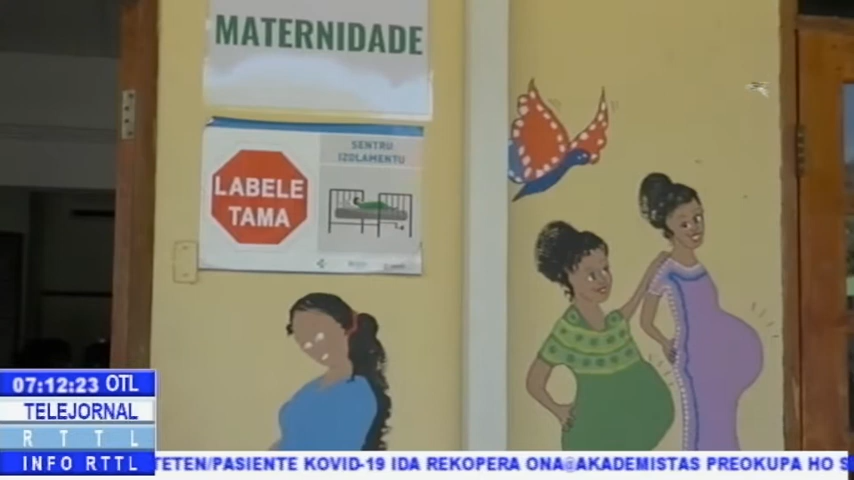 MATERNIDADE
SENTRU
IZOLAMENTU
LABELE
TAMA
07:12:23 OTL
TELEJORNAL
R T T L
INFO RTTL
TETEN/PASIENTE KOVID-19 IDA REKOPERA ONA@AKADEMISTAS PREOKUPA HO S